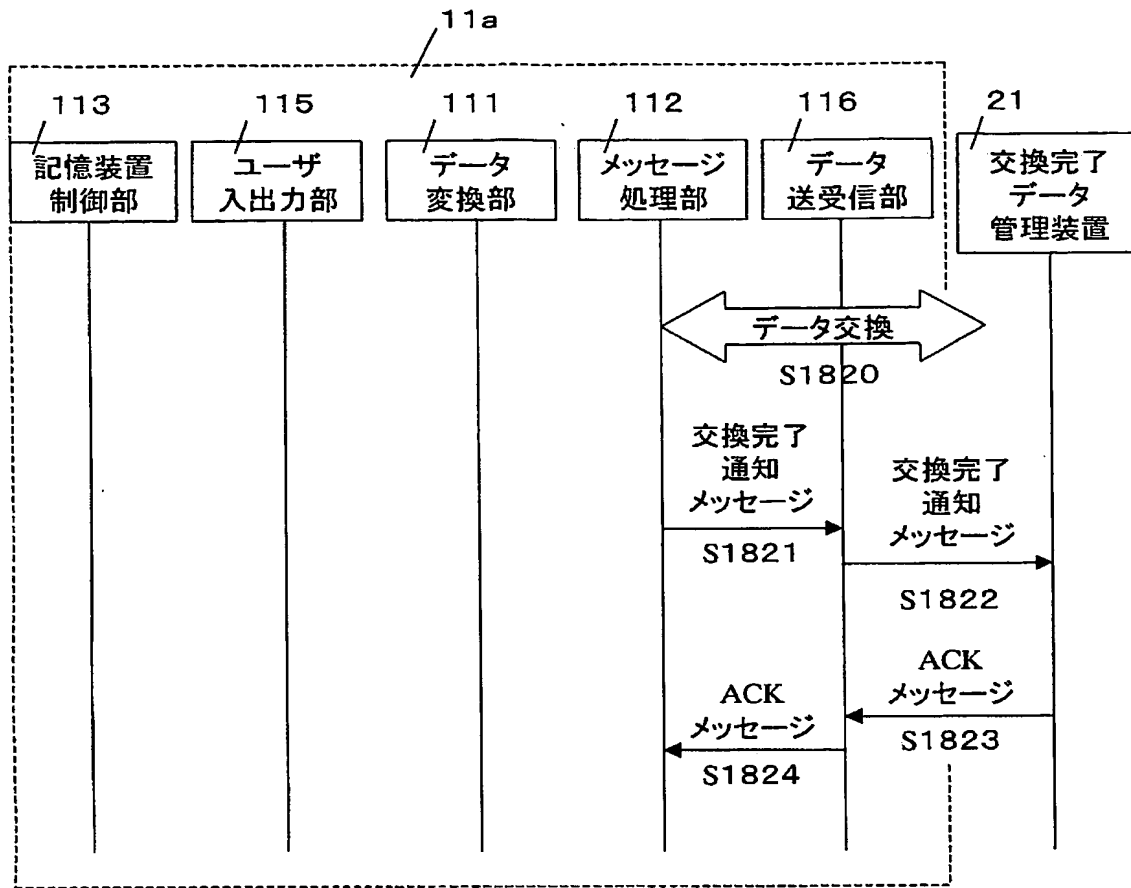 11a
113
115
111
112
116
21
記憶装置
制御部
ユーザ
入出力部
データ
変換部
メッセージ
処理部
データ
送受信部
交換完了
データ
管理装置
データ交換
S1820
交換完了
通知
メッセージ
S1821
交換完了
通知
メッセージ
S1822
ACK
メッセージ
S1823
ACK
メッセージ
S1824